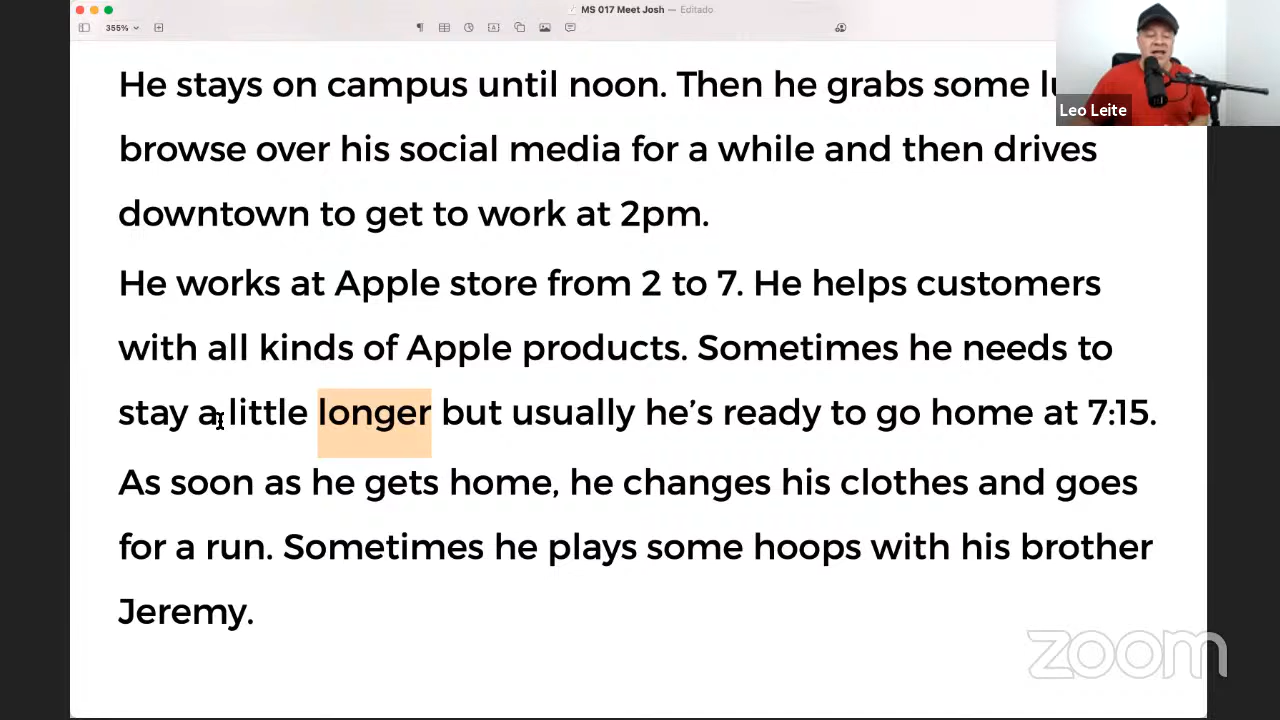 MS 017 Meet Josh — Editado
355%
He stays on campus until noon. Then he grabs some
Leo Leite
browse over his social media for a while and then drives
downtown to get to work at 2pm.
He works at Apple store from 2 to 7. He helps customers
with all kinds of Apple products. Sometimes he needs to
stay a little longer but usually he's ready to go home at 7:15.
As soon as he gets home, he changes his clothes and goes
for a run. Sometimes he plays some hoops with his brother
Jeremy.
zoom